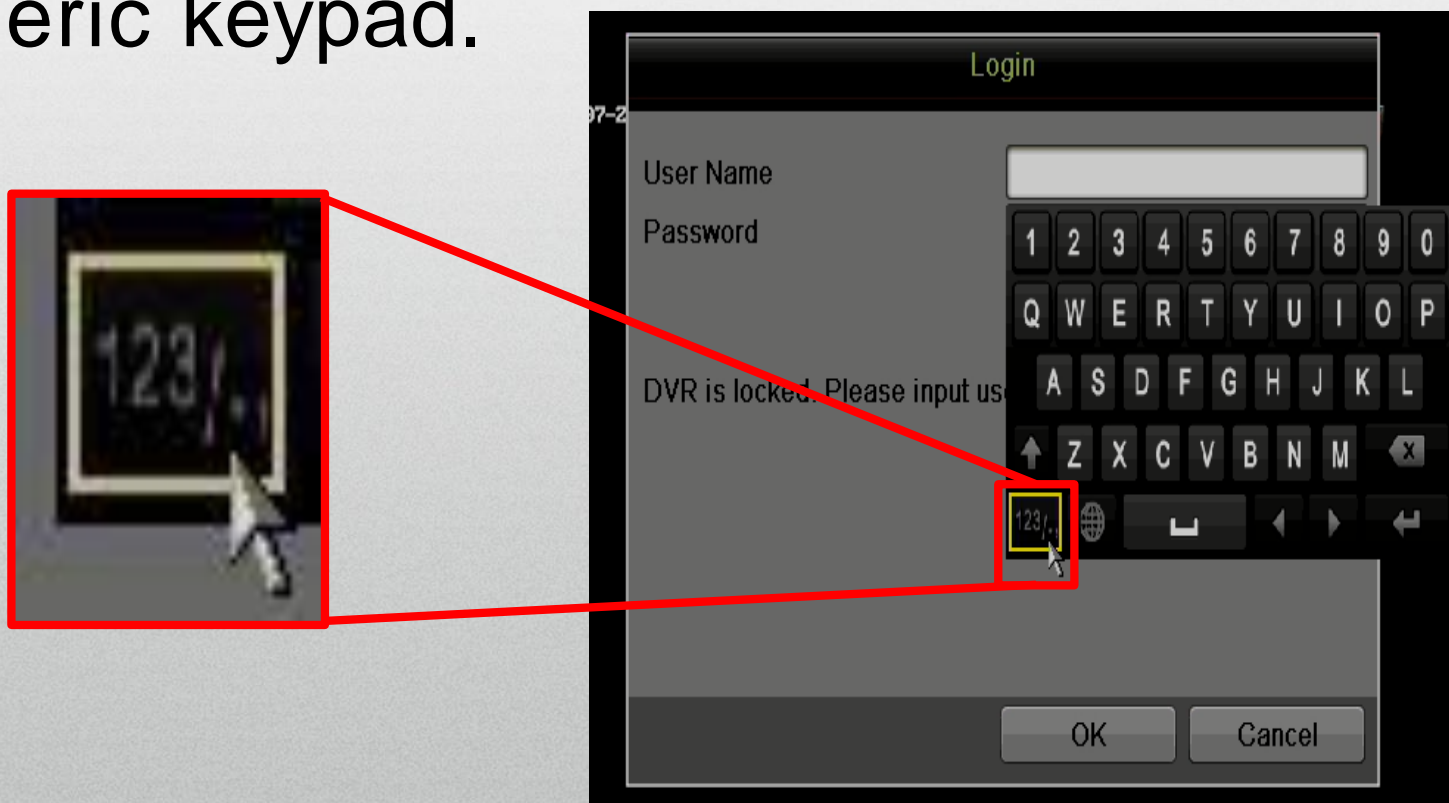 eric keypad.
Login
97-2
User Name
Password
1 2 3 4 5 6 7 8 9 0
Q W E R T Y U I O P
A S D F G H J K L
DVR is locked. Please input us
Z X C V B N M
123/.,
123/.,
OK Cancel